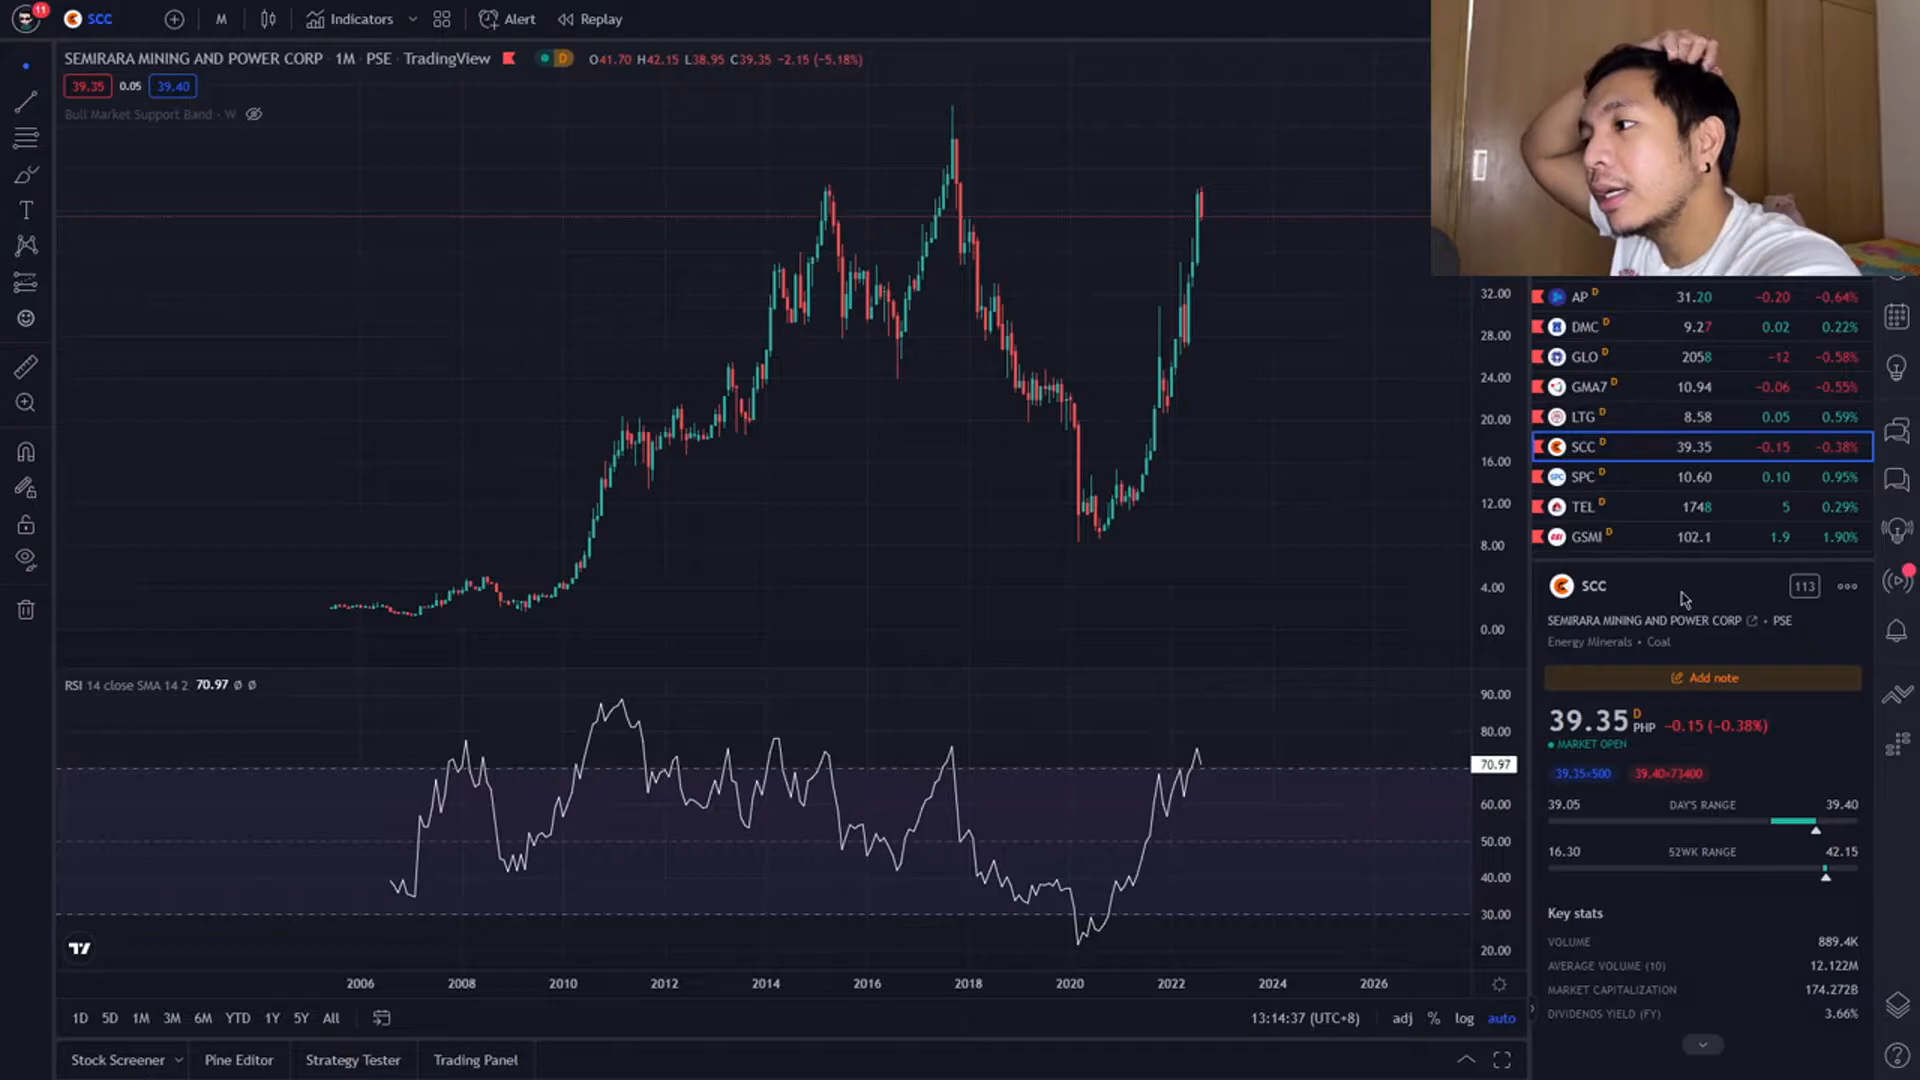 11
SCC
M
Indicators
Alert
Replay
SEMIRARA MINING AND POWER CORP · 1M · PSE · TradingView
D
O41.70 H42.15 L38.95 C39.35 −2.15 (−5.18%)
39.35 0.05 39.40
Bull Market Support Band · W
32.00
28.00
24.00
20.00
16.00
12.00
8.00
4.00
0.00
AP D 31.20 −0.20 −0.64%
DMC D 9.27 0.02 0.22%
GLO D 2058 −12 −0.58%
GMA7 D 10.94 −0.06 −0.55%
LTG D 8.58 0.05 0.59%
SCC D 39.35 −0.15 −0.38%
SPC D 10.60 0.10 0.95%
TEL D 1748 5 0.29%
GSMI D 102.1 1.9 1.90%
SCC 113
SEMIRARA MINING AND POWER CORP · PSE
Energy Minerals • Coal
Add note
39.35 D PHP −0.15 (−0.38%)
MARKET OPEN
39.35×500 39.40×73400
39.05 DAY'S RANGE 39.40
16.30 52WK RANGE 42.15
Key stats
VOLUME 889.4K
AVERAGE VOLUME (10) 12.122M
MARKET CAPITALIZATION 174.272B
DIVIDENDS YIELD (FY) 3.66%
RSI 14 close SMA 14 2 70.97 ∅ ∅
90.00
80.00
70.97
60.00
50.00
40.00
30.00
20.00
2006 2008 2010 2012 2014 2016 2018 2020 2022 2024 2026
1D 5D 1M 3M 6M YTD 1Y 5Y All
13:14:37 (UTC+8) adj % log auto
Stock Screener Pine Editor Strategy Tester Trading Panel